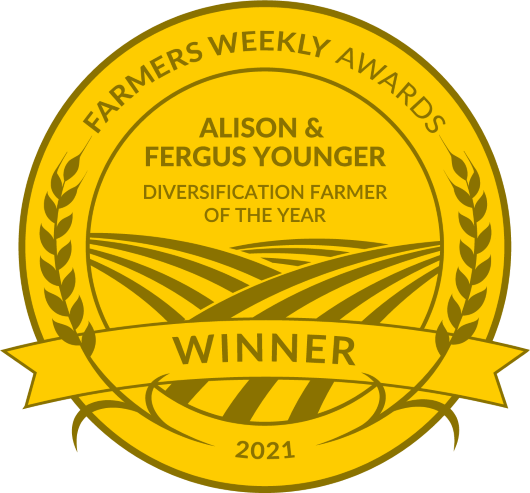 FARMERS WEEKLY AWARDS
ALISON &
FERGUS YOUNGER
DIVERSIFICATION FARMER
OF THE YEAR
WINNER
2021